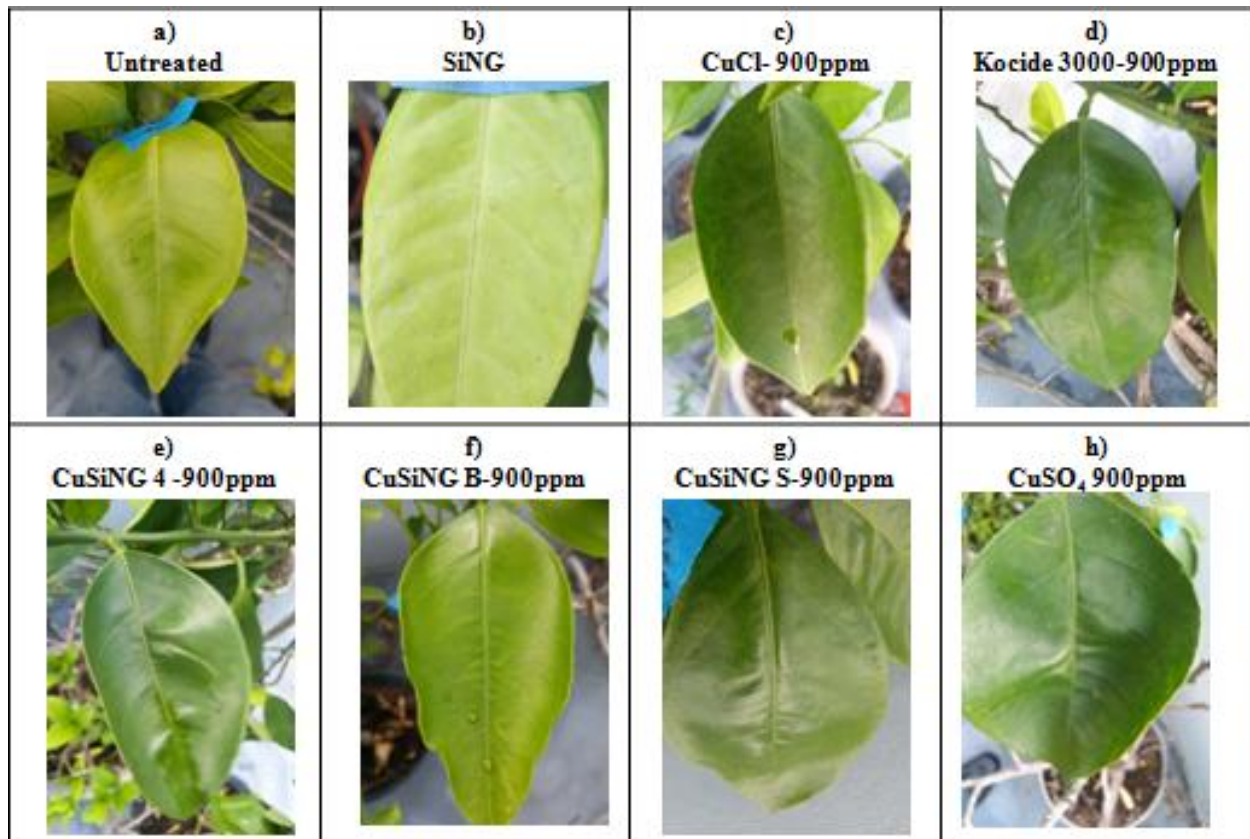 a)
Untreated
b)
SiNG
c)
CuCl- 900ppm
d)
Kocide 3000-900ppm
e)
CuSiNG 4 -900ppm
f)
CuSiNG B-900ppm
g)
CuSiNG S-900ppm
h)
CuSO₄ 900ppm